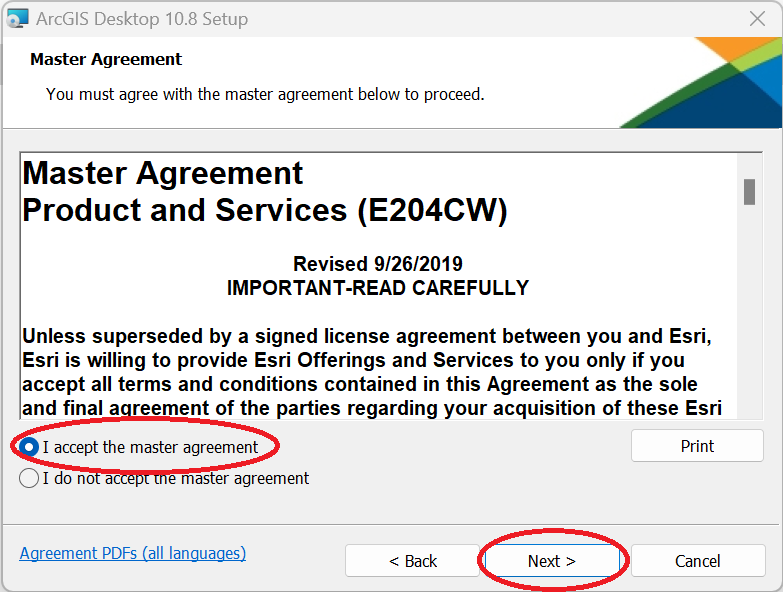 ArcGIS Desktop 10.8 Setup
Master Agreement
You must agree with the master agreement below to proceed.
Master Agreement
Product and Services (E204CW)
Revised 9/26/2019
IMPORTANT-READ CAREFULLY
Unless superseded by a signed license agreement between you and Esri,
Esri is willing to provide Esri Offerings and Services to you only if you
accept all terms and conditions contained in this Agreement as the sole
and final agreement of the parties regarding your acquisition of these Esri
I accept the master agreement
Print
I do not accept the master agreement
Agreement PDFs (all languages)
< Back
Next >
Cancel